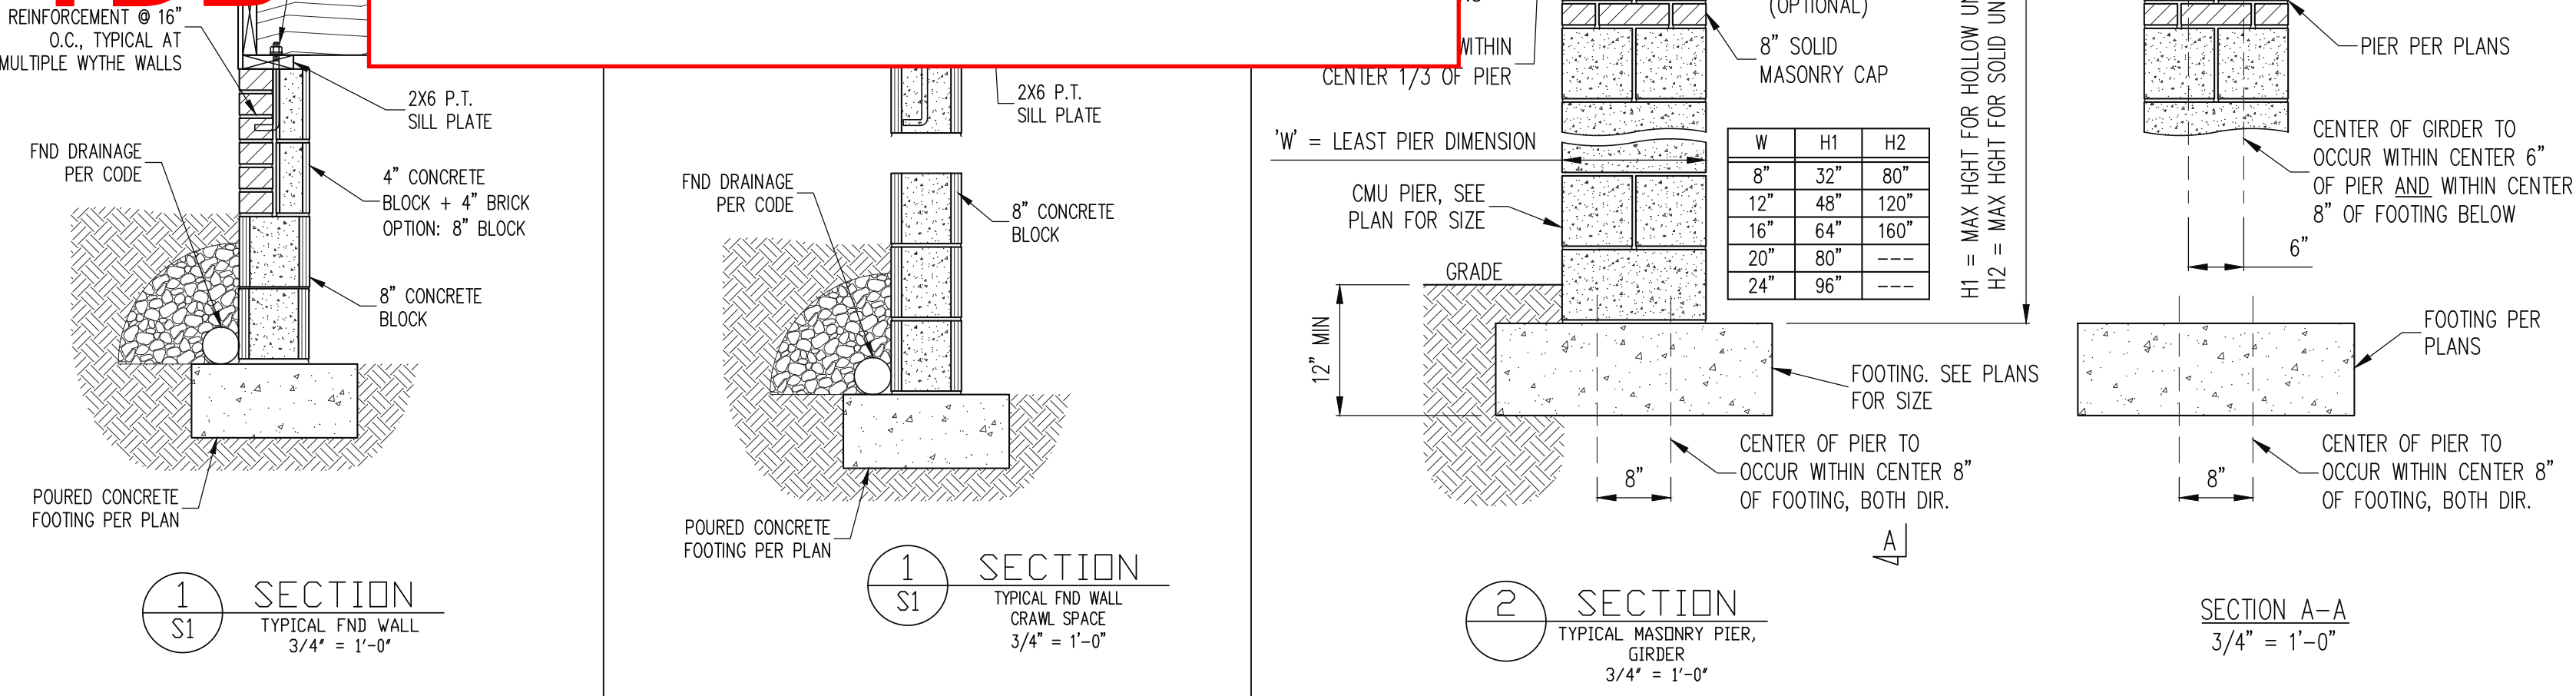 REINFORCEMENT @ 16"
O.C., TYPICAL AT
MULTIPLE WYTHE WALLS
2X6 P.T.
SILL PLATE
FND DRAINAGE
PER CODE
4" CONCRETE
BLOCK + 4" BRICK
OPTION: 8" BLOCK
8" CONCRETE
BLOCK
POURED CONCRETE
FOOTING PER PLAN
1
S1
SECTION
TYPICAL FND WALL
3/4" = 1'-0"
2X6 P.T.
SILL PLATE
FND DRAINAGE
PER CODE
8" CONCRETE
BLOCK
POURED CONCRETE
FOOTING PER PLAN
1
S1
SECTION
TYPICAL FND WALL
CRAWL SPACE
3/4" = 1'-0"
WITHIN
CENTER 1/3 OF PIER
(OPTIONAL)
8" SOLID
MASONRY CAP
'W' = LEAST PIER DIMENSION
CMU PIER, SEE
PLAN FOR SIZE
W H1 H2
8" 32" 80"
12" 48" 120"
16" 64" 160"
20" 80" ---
24" 96" ---
H1 = MAX HGHT FOR HOLLOW
H2 = MAX HGHT FOR SOLID
GRADE
12" MIN
FOOTING. SEE PLANS
FOR SIZE
8"
CENTER OF PIER TO
OCCUR WITHIN CENTER 8"
OF FOOTING, BOTH DIR.
A
2
SECTION
TYPICAL MASONRY PIER,
GIRDER
3/4" = 1'-0"
PIER PER PLANS
CENTER OF GIRDER TO
OCCUR WITHIN CENTER 6"
OF PIER AND WITHIN CENTER
8" OF FOOTING BELOW
6"
FOOTING PER
PLANS
8"
CENTER OF PIER TO
OCCUR WITHIN CENTER 8"
OF FOOTING, BOTH DIR.
SECTION A-A
3/4" = 1'-0"